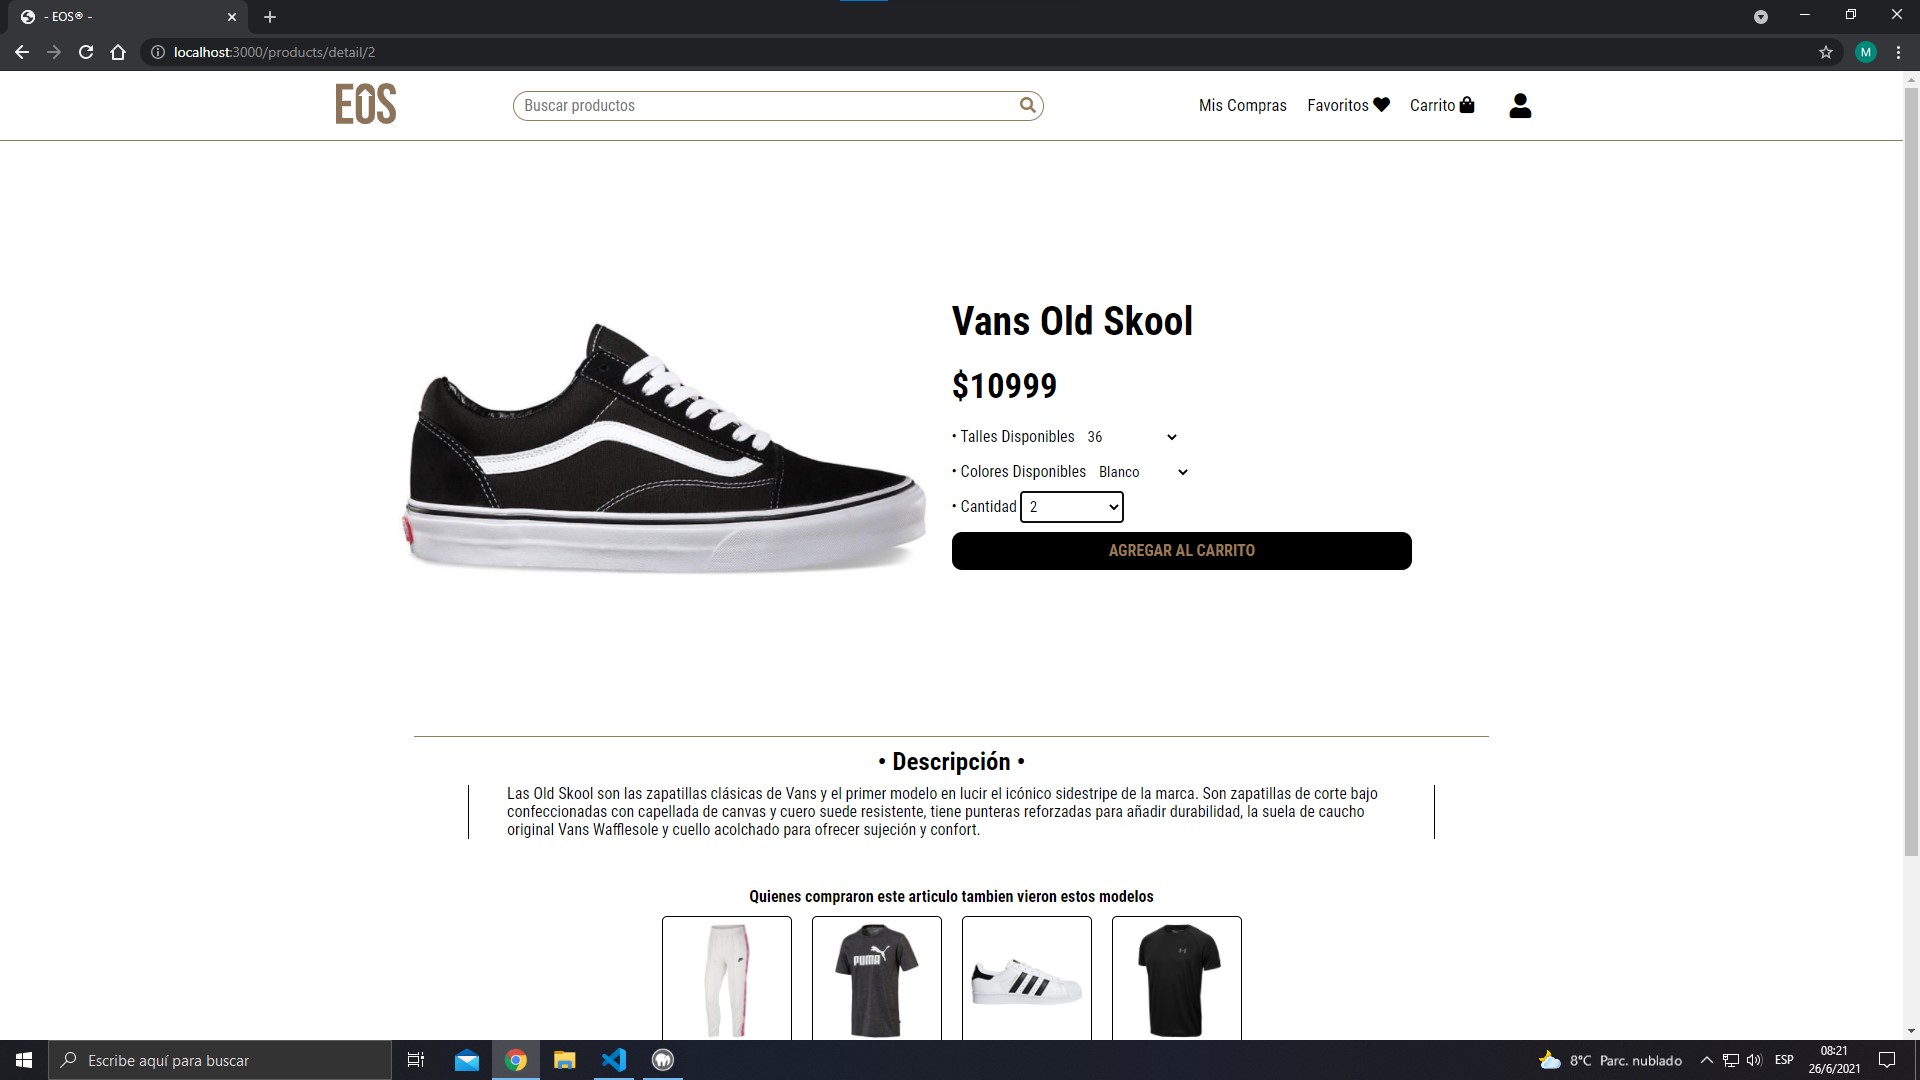 - EOS® -
localhost:3000/products/detail/2
M
EOS
Buscar productos
Mis Compras
Favoritos
Carrito
Vans Old Skool
$10999
• Talles Disponibles 36
• Colores Disponibles Blanco
• Cantidad 2
AGREGAR AL CARRITO
• Descripción •
Las Old Skool son las zapatillas clásicas de Vans y el primer modelo en lucir el icónico sidestripe de la marca. Son zapatillas de corte bajo
confeccionadas con capellada de canvas y cuero suede resistente, tiene punteras reforzadas para añadir durabilidad, la suela de caucho
original Vans Wafflesole y cuello acolchado para ofrecer sujeción y confort.
Quienes compraron este articulo tambien vieron estos modelos
PUMA
Escribe aquí para buscar
8°C Parc. nublado
ESP
08:21
26/6/2021